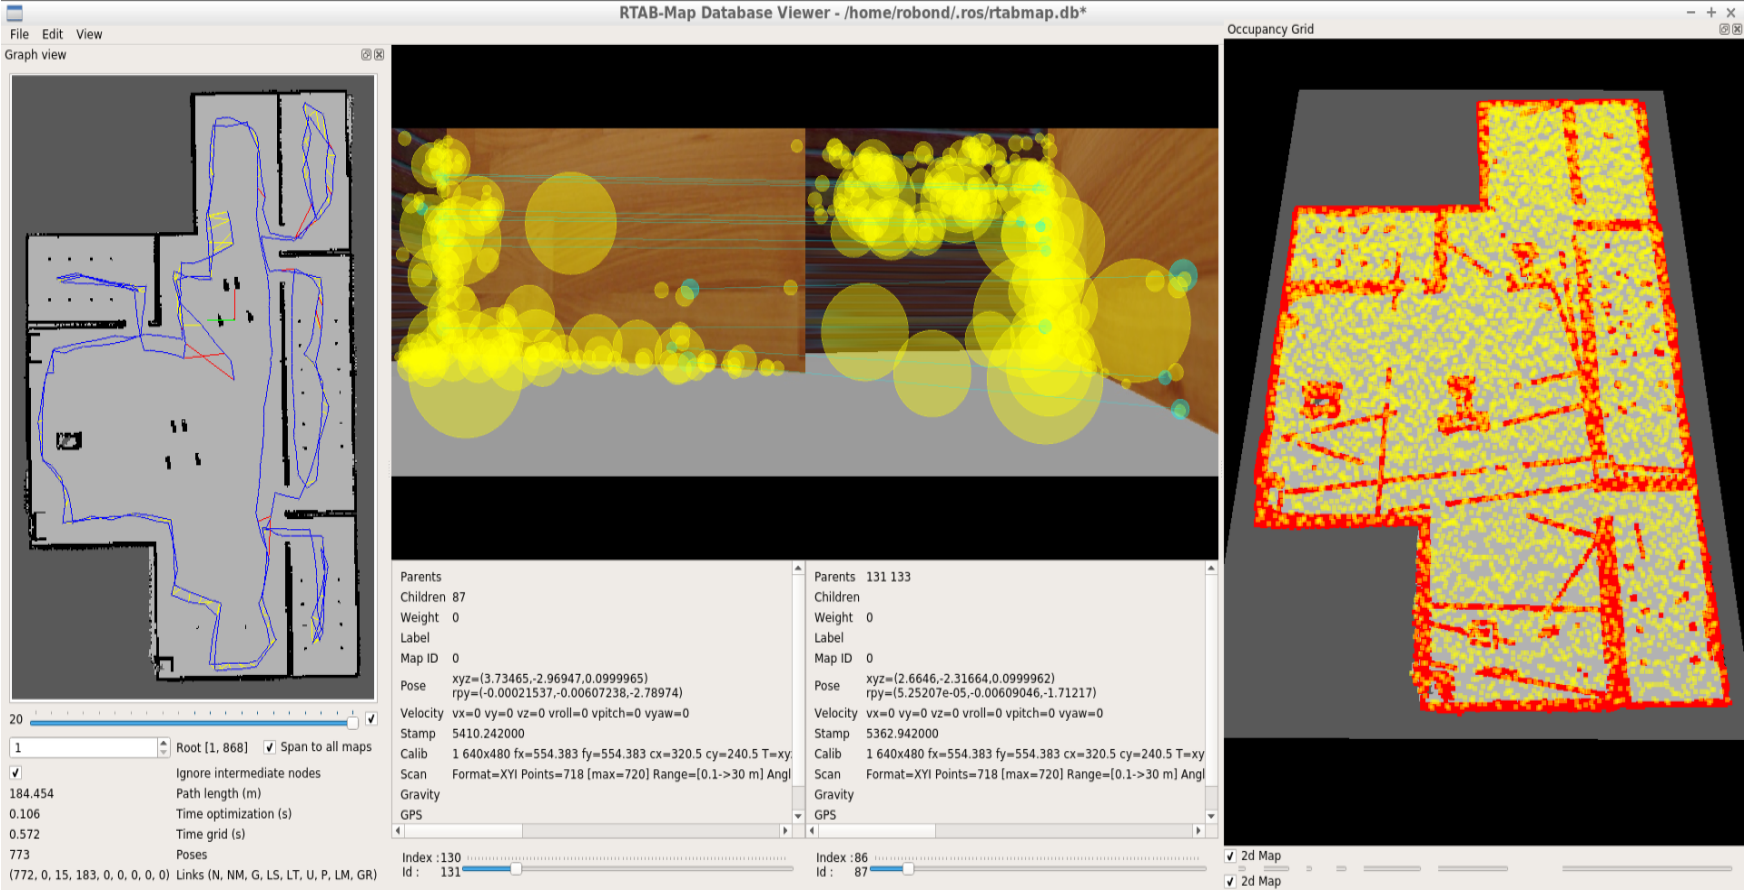 RTAB-Map Database Viewer - /home/robond/.ros/rtabmap.db*
File Edit View
Graph view
20
1 Root [1, 868] Span to all maps
Ignore intermediate nodes
184.454 Path length (m)
0.106 Time optimization (s)
0.572 Time grid (s)
773 Poses
(772, 0, 15, 183, 0, 0, 0, 0, 0) Links (N, NM, G, LS, LT, U, P, LM, GR)
Parents
Children 87
Weight 0
Label
Map ID 0
Pose xyz=(3.73465,-2.96947,0.0999965)
rpy=(-0.00021537,-0.00607238,-2.78974)
Velocity vx=0 vy=0 vz=0 vroll=0 vpitch=0 vyaw=0
Stamp 5410.242000
Calib 1 640x480 fx=554.383 fy=554.383 cx=320.5 cy=240.5 T=xy
Scan Format=XYI Points=718 [max=720] Range=[0.1->30 m] Angl
Gravity
GPS
Index : 130
Id : 131
Parents 131 133
Children
Weight 0
Label
Map ID 0
Pose xyz=(2.6646,-2.31664,0.0999962)
rpy=(5.25207e-05,-0.00609046,-1.71217)
Velocity vx=0 vy=0 vz=0 vroll=0 vpitch=0 vyaw=0
Stamp 5362.942000
Calib 1 640x480 fx=554.383 fy=554.383 cx=320.5 cy=240.5 T=xy
Scan Format=XYI Points=718 [max=720] Range=[0.1->30 m] Angl
Gravity
GPS
Index : 86
Id : 87
Occupancy Grid
2d Map
2d Map